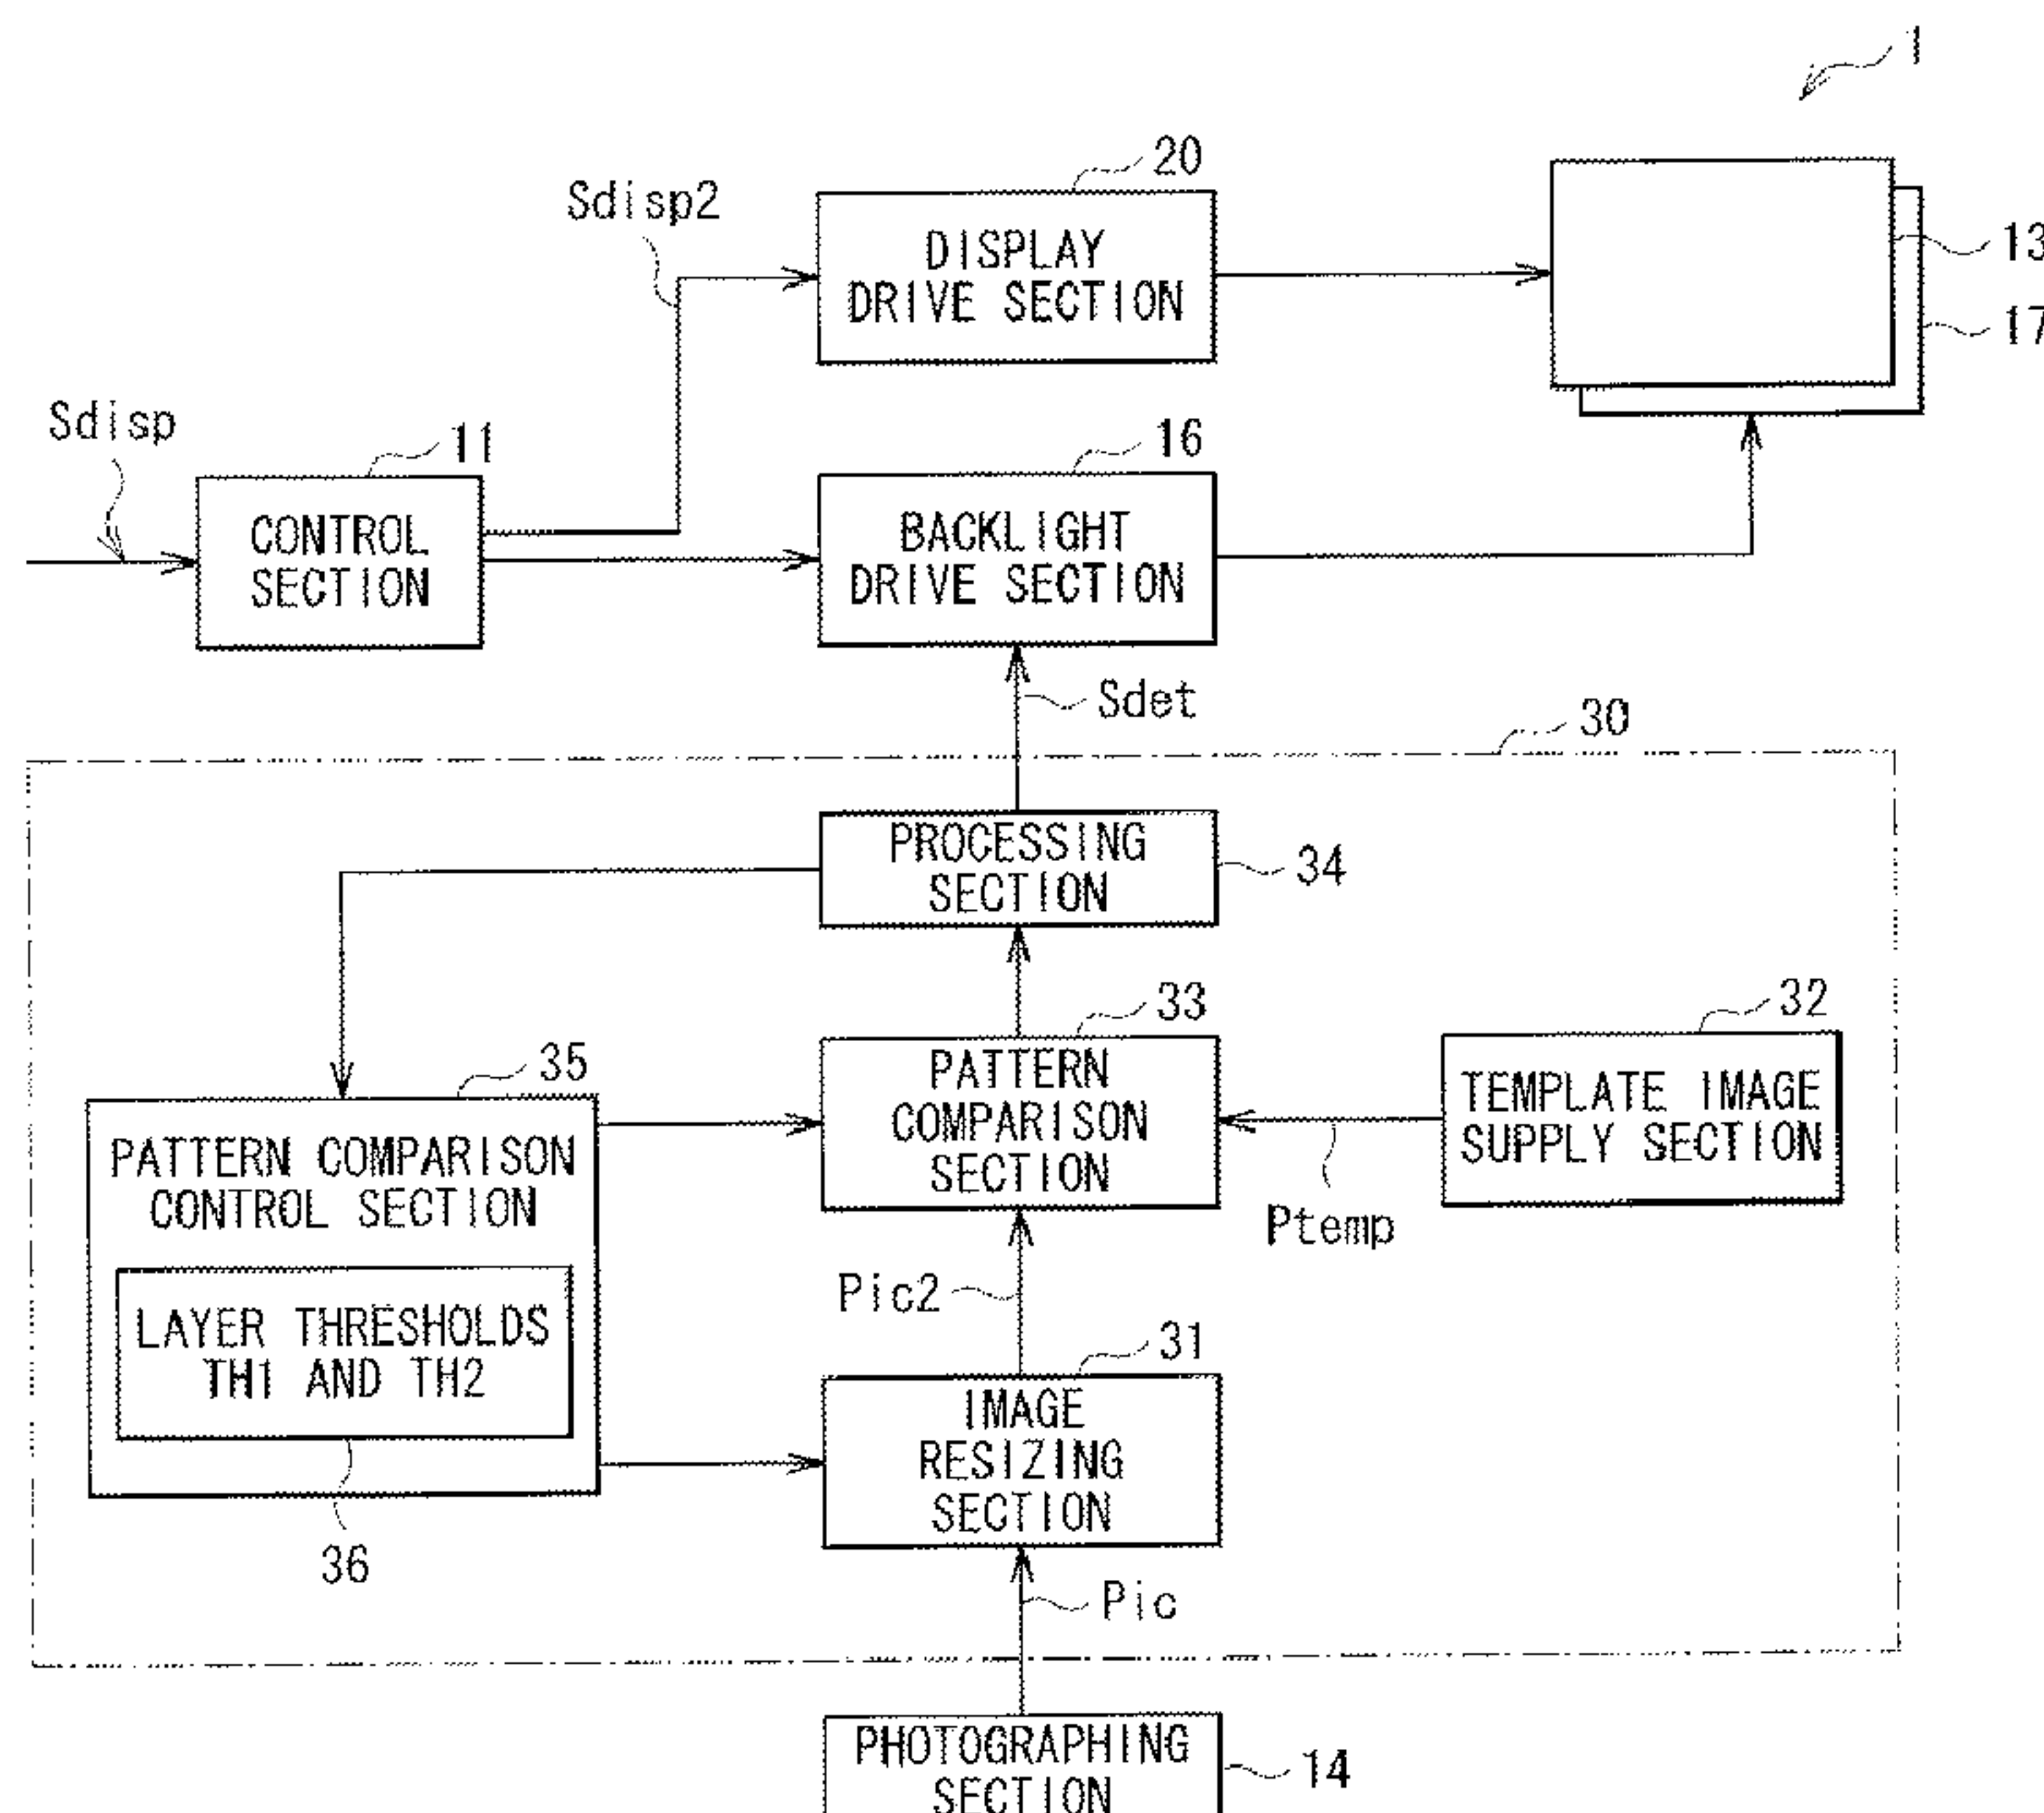 1
20
Sdisp2
DISPLAY
DRIVE SECTION
13
17
Sdisp
11
16
CONTROL
SECTION
BACKLIGHT
DRIVE SECTION
Sdet
30
PROCESSING
SECTION
34
33
32
35
PATTERN
COMPARISON
SECTION
TEMPLATE IMAGE
SUPPLY SECTION
PATTERN COMPARISON
CONTROL SECTION
Ptemp
Pic2
LAYER THRESHOLDS
TH1 AND TH2
31
IMAGE
RESIZING
SECTION
36
Pic
PHOTOGRAPHING
SECTION
14